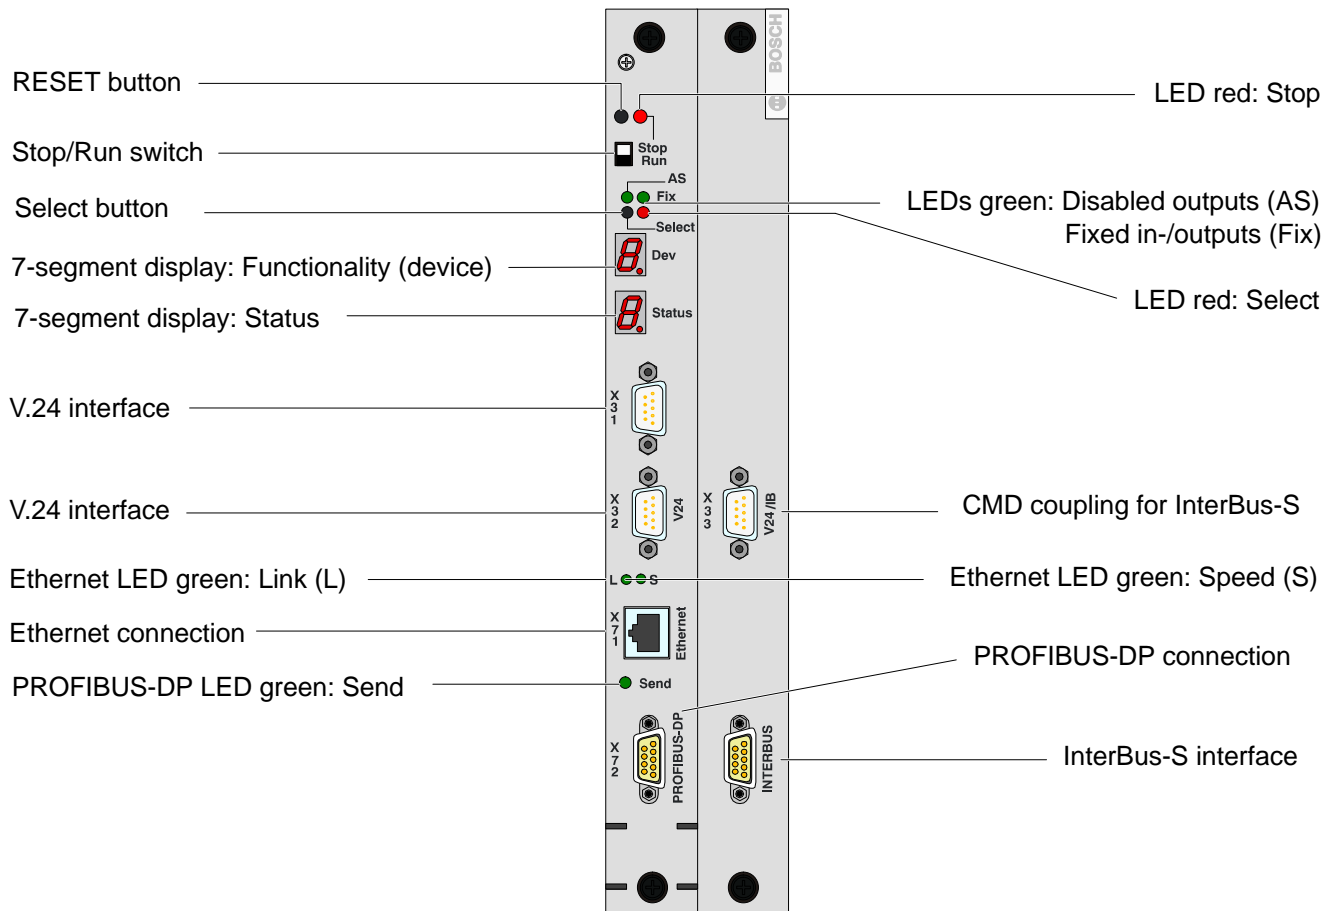 BOSCH
RESET button
LED red: Stop
Stop/Run switch
Stop
Run
AS
Fix
Select button
LEDs green: Disabled outputs (AS)
Fixed in-/outputs (Fix)
Select
7-segment display: Functionality (device)
8.
Dev
LED red: Select
7-segment display: Status
8.
Status
V.24 interface
X
3
1
V.24 interface
X
3
2
V24
X
3
3
V24/IB
CMD coupling for InterBus-S
Ethernet LED green: Link (L)
L
S
Ethernet LED green: Speed (S)
Ethernet connection
X
7
1
Ethernet
PROFIBUS-DP connection
PROFIBUS-DP LED green: Send
Send
X
7
2
PROFIBUS-DP
INTERBUS
InterBus-S interface